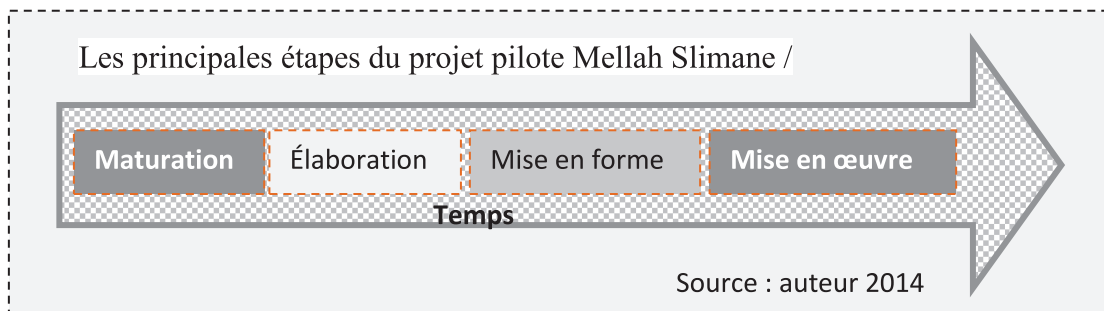 Les principales étapes du projet pilote Mellah Slimane /
Maturation Élaboration Mise en forme Mise en œuvre
Temps
Source : auteur 2014